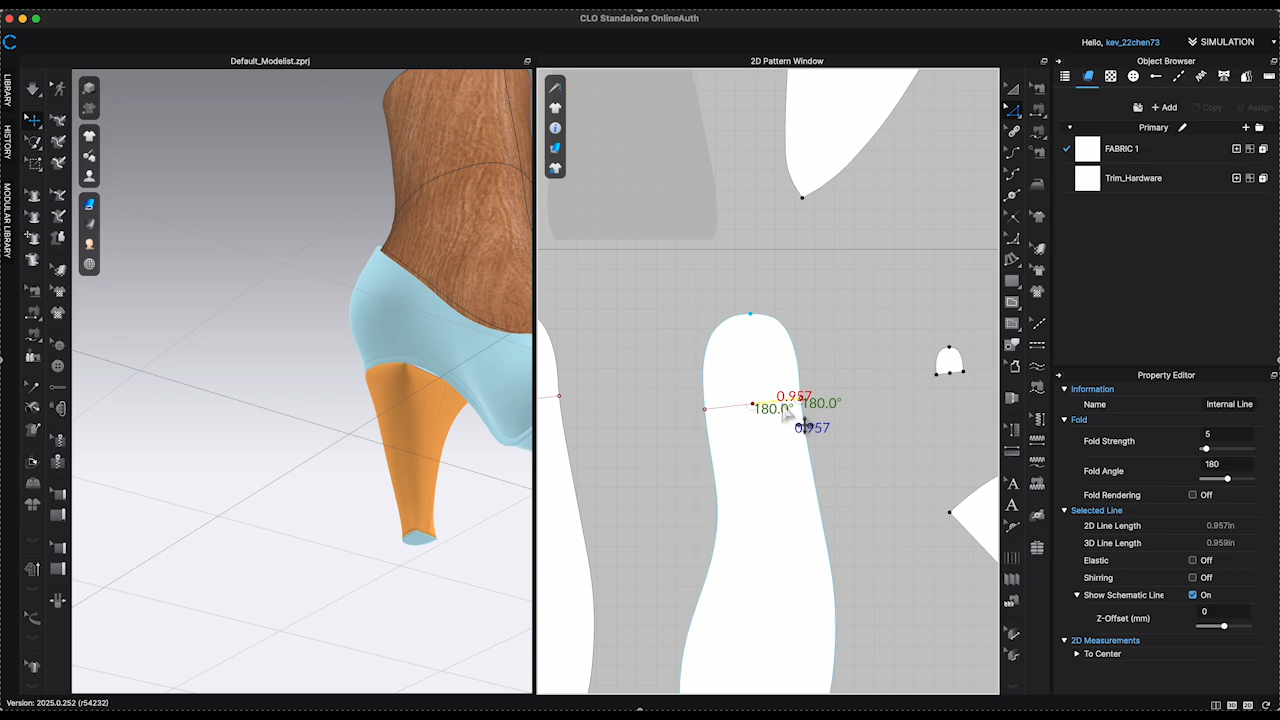 CLO Standalone OnlineAuth
Hello, kev_22chen73
SIMULATION
Default_Modelist.zprj
2D Pattern Window
Object Browser
LIBRARY
HISTORY
MODULAR LIBRARY
+ Add
Copy
Assign
Primary
FABRIC 1
Trim_Hardware
0.957
180.0°
180.0°
0.957
Property Editor
Information
Name
Internal Line
Fold
Fold Strength
5
Fold Angle
180
Fold Rendering
Off
Selected Line
2D Line Length
0.957in
3D Line Length
0.959in
Elastic
Off
Shirring
Off
Show Schematic Line
On
Z-Offset (mm)
0
2D Measurements
To Center
Version: 2025.0.252 (r54232)
3D
2D